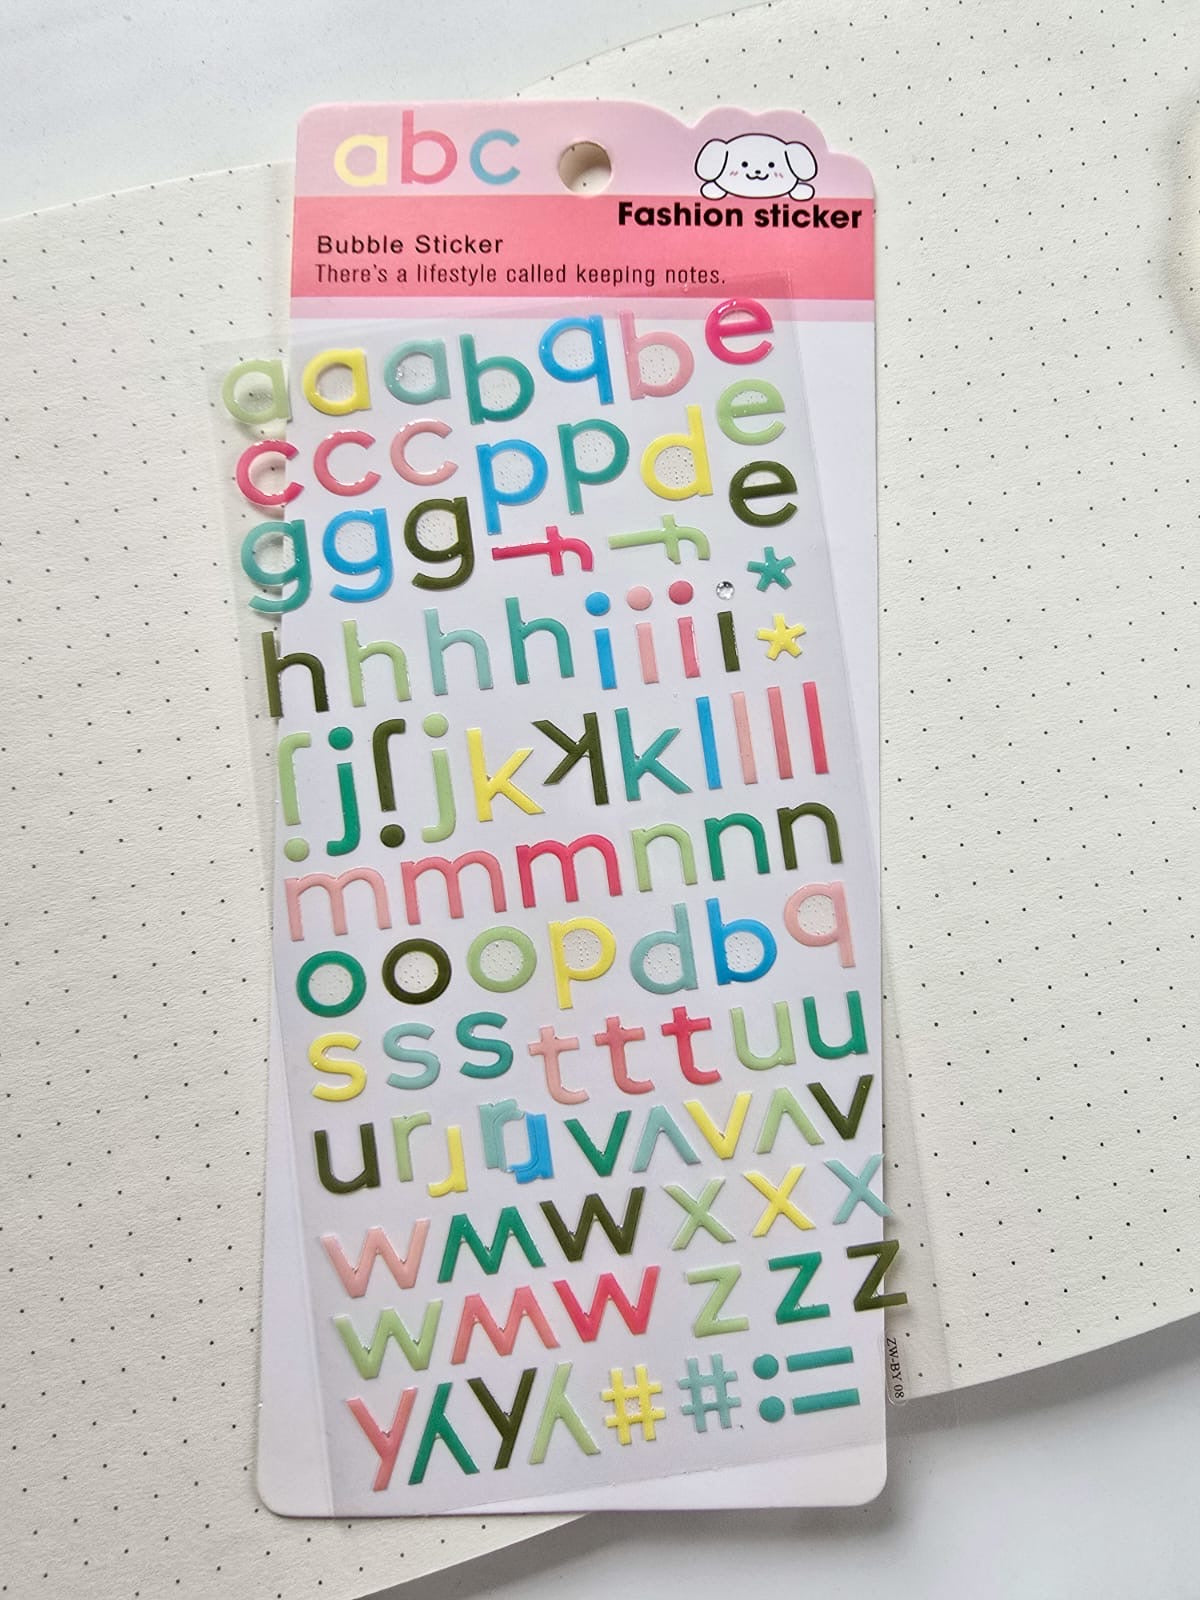 abc
Fashion sticker
Bubble Sticker
There's a lifestyle called keeping notes.
a a a b q b e
c c c p p d e
g g g f f e
h h h h i i i i * *
j j j j k k k l l l l
m m m n n n
o o o p d b q
s s s t t t u u
u r r r r v v v v v
w w w x x x
w w w z z z
y y y y # # ! !
ZW-BY 08